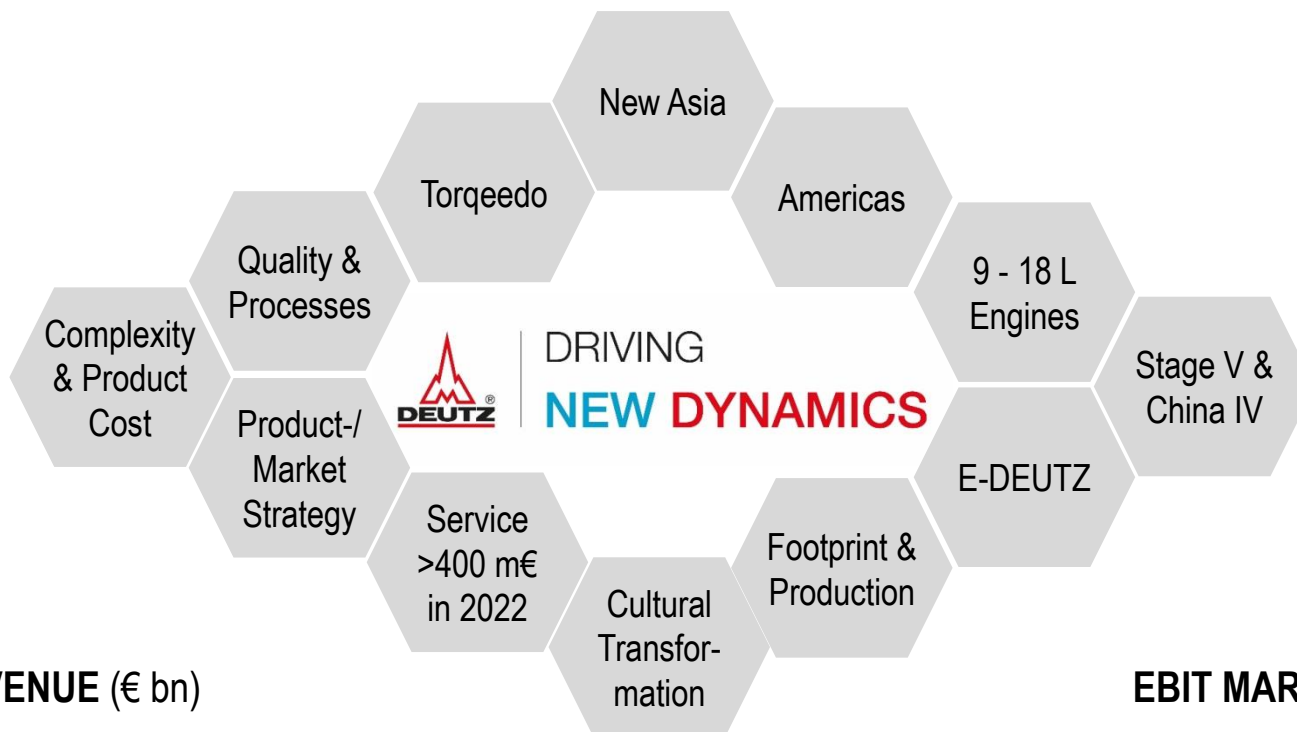 New Asia
Torqeedo
Americas
Quality &
Processes
9 - 18 L
Engines
Complexity
& Product
Cost
DEUTZ®
DRIVING
NEW DYNAMICS
Stage V &
China IV
Product-/
Market
Strategy
E-DEUTZ
Service
>400 m€
in 2022
Footprint &
Production
Cultural
Transfor-
mation
VENUE (€ bn)
EBIT MAR